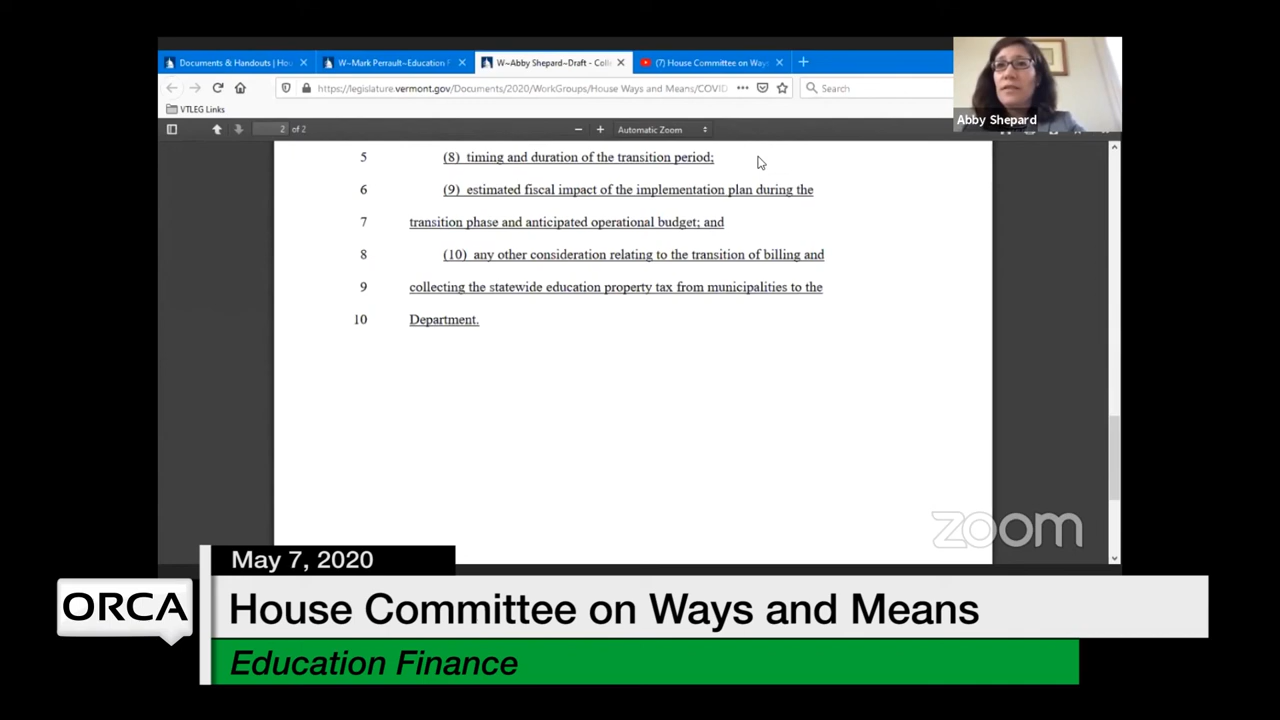 Documents & Handouts | Ho
W~Mark Perrault~Education F
W~Abby Shepard~Draft - Coll
(7) House Committee on Way
https://legislature.vermont.gov/Documents/2020/WorkGroups/House Ways and Means/COVID
Search
VTLEG Links
2 of 2
Automatic Zoom
Abby Shepard
5 (8) timing and duration of the transition period;
6 (9) estimated fiscal impact of the implementation plan during the
7 transition phase and anticipated operational budget; and
8 (10) any other consideration relating to the transition of billing and
9 collecting the statewide education property tax from municipalities to the
10 Department.
zoom
May 7, 2020
ORCA
House Committee on Ways and Means
Education Finance